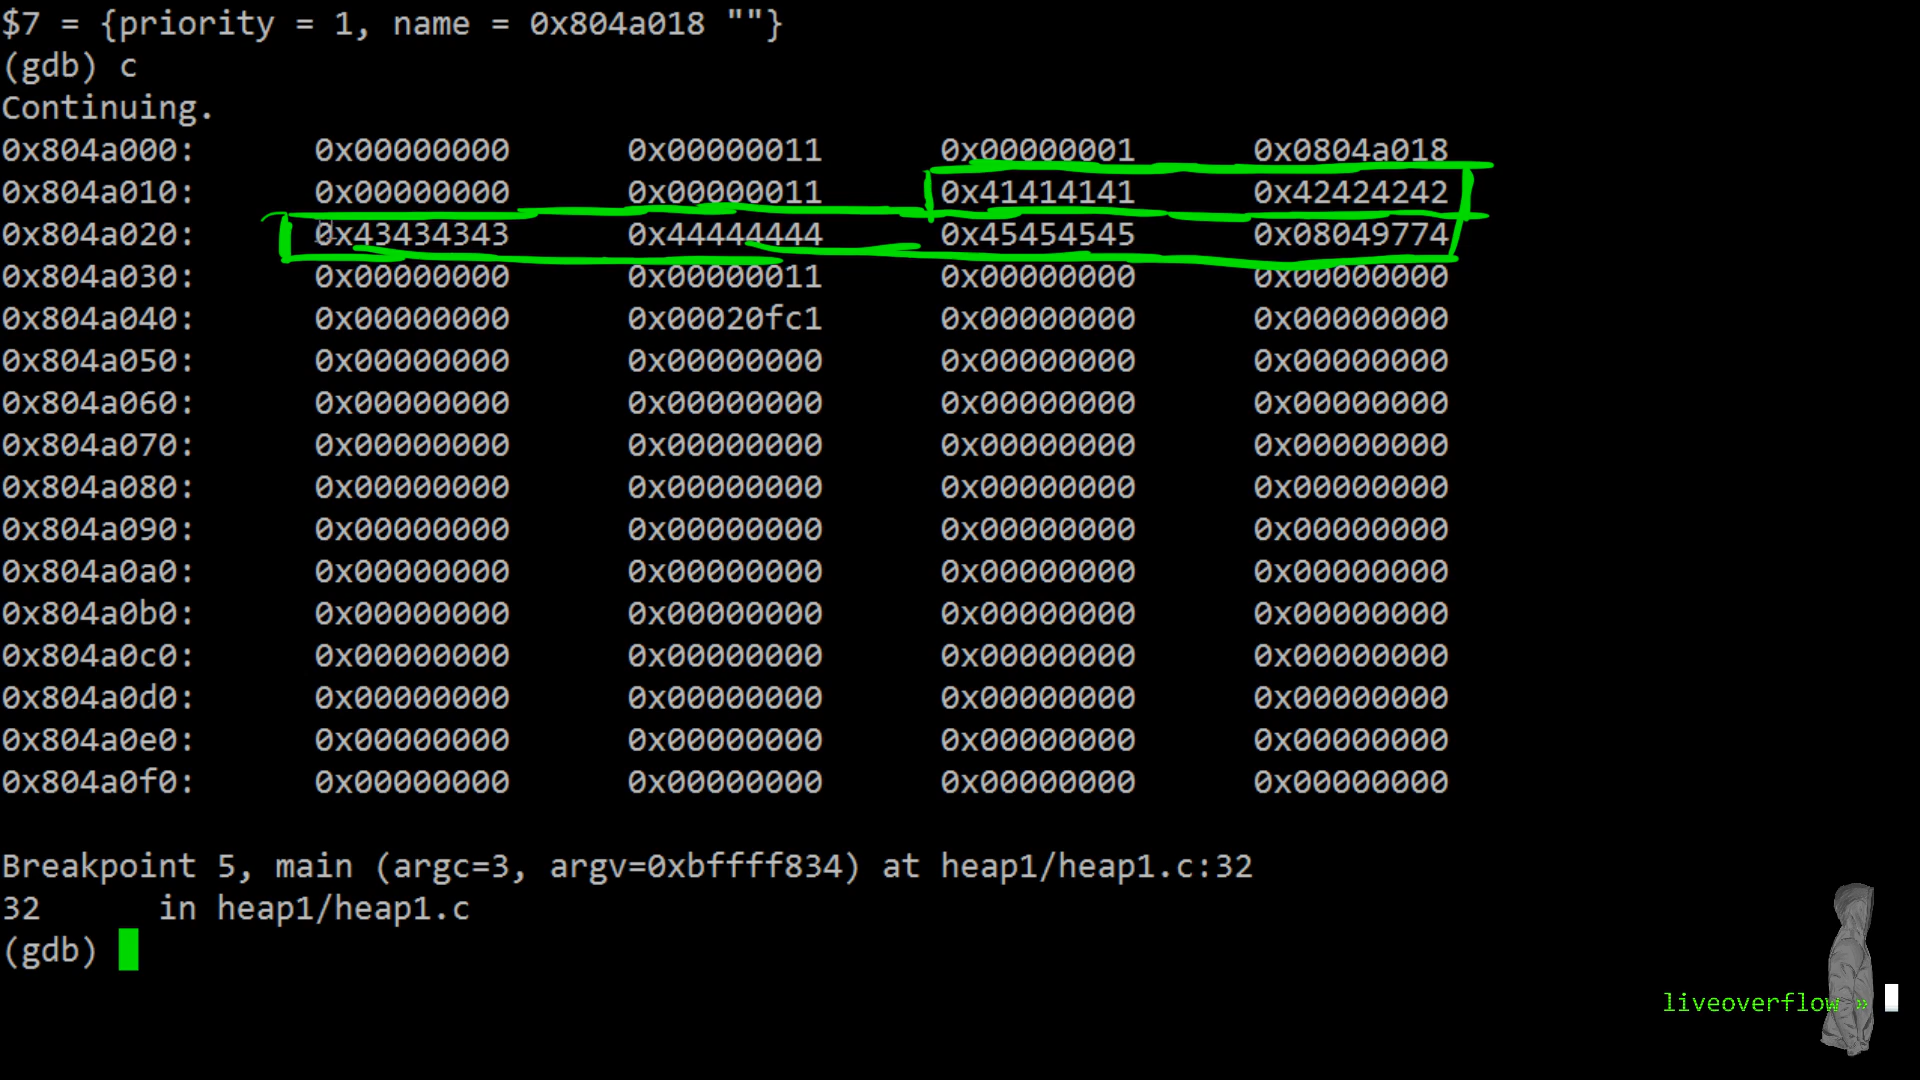 $7 = {priority = 1, name = 0x804a018 ""}
(gdb) c
Continuing.
0x804a000: 0x00000000 0x00000011 0x00000001 0x0804a018
0x804a010: 0x00000000 0x00000011 0x41414141 0x42424242
0x804a020: 0x43434343 0x44444444 0x45454545 0x08049774
0x804a030: 0x00000000 0x00000011 0x00000000 0x00000000
0x804a040: 0x00000000 0x00020fc1 0x00000000 0x00000000
0x804a050: 0x00000000 0x00000000 0x00000000 0x00000000
0x804a060: 0x00000000 0x00000000 0x00000000 0x00000000
0x804a070: 0x00000000 0x00000000 0x00000000 0x00000000
0x804a080: 0x00000000 0x00000000 0x00000000 0x00000000
0x804a090: 0x00000000 0x00000000 0x00000000 0x00000000
0x804a0a0: 0x00000000 0x00000000 0x00000000 0x00000000
0x804a0b0: 0x00000000 0x00000000 0x00000000 0x00000000
0x804a0c0: 0x00000000 0x00000000 0x00000000 0x00000000
0x804a0d0: 0x00000000 0x00000000 0x00000000 0x00000000
0x804a0e0: 0x00000000 0x00000000 0x00000000 0x00000000
0x804a0f0: 0x00000000 0x00000000 0x00000000 0x00000000
Breakpoint 5, main (argc=3, argv=0xbffff834) at heap1/heap1.c:32
32 in heap1/heap1.c
(gdb)
liveoverflow »